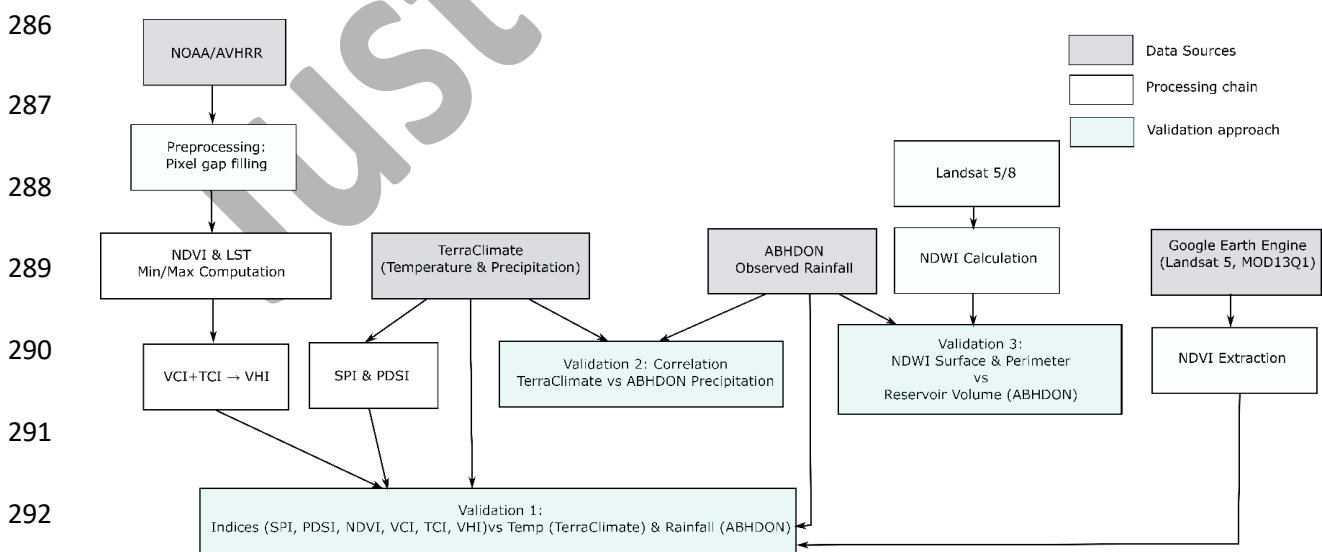 286
NOAA/AVHRR
Data Sources
Processing chain
287
Preprocessing:
Pixel gap filling
Validation approach
Landsat 5/8
288
NDVI & LST
Min/Max Computation
TerraClimate
(Temperature & Precipitation)
ABHDON
Observed Rainfall
NDWI Calculation
Google Earth Engine
(Landsat 5, MOD13Q1)
289
290
VCI+TCI → VHI
SPI & PDSI
Validation 2: Correlation
TerraClimate vs ABHDON Precipitation
Validation 3:
NDWI Surface & Perimeter
vs
Reservoir Volume (ABHDON)
NDVI Extraction
291
292
Validation 1:
Indices (SPI, PDSI, NDVI, VCI, TCI, VHI)vs Temp (TerraClimate) & Rainfall (ABHDON)